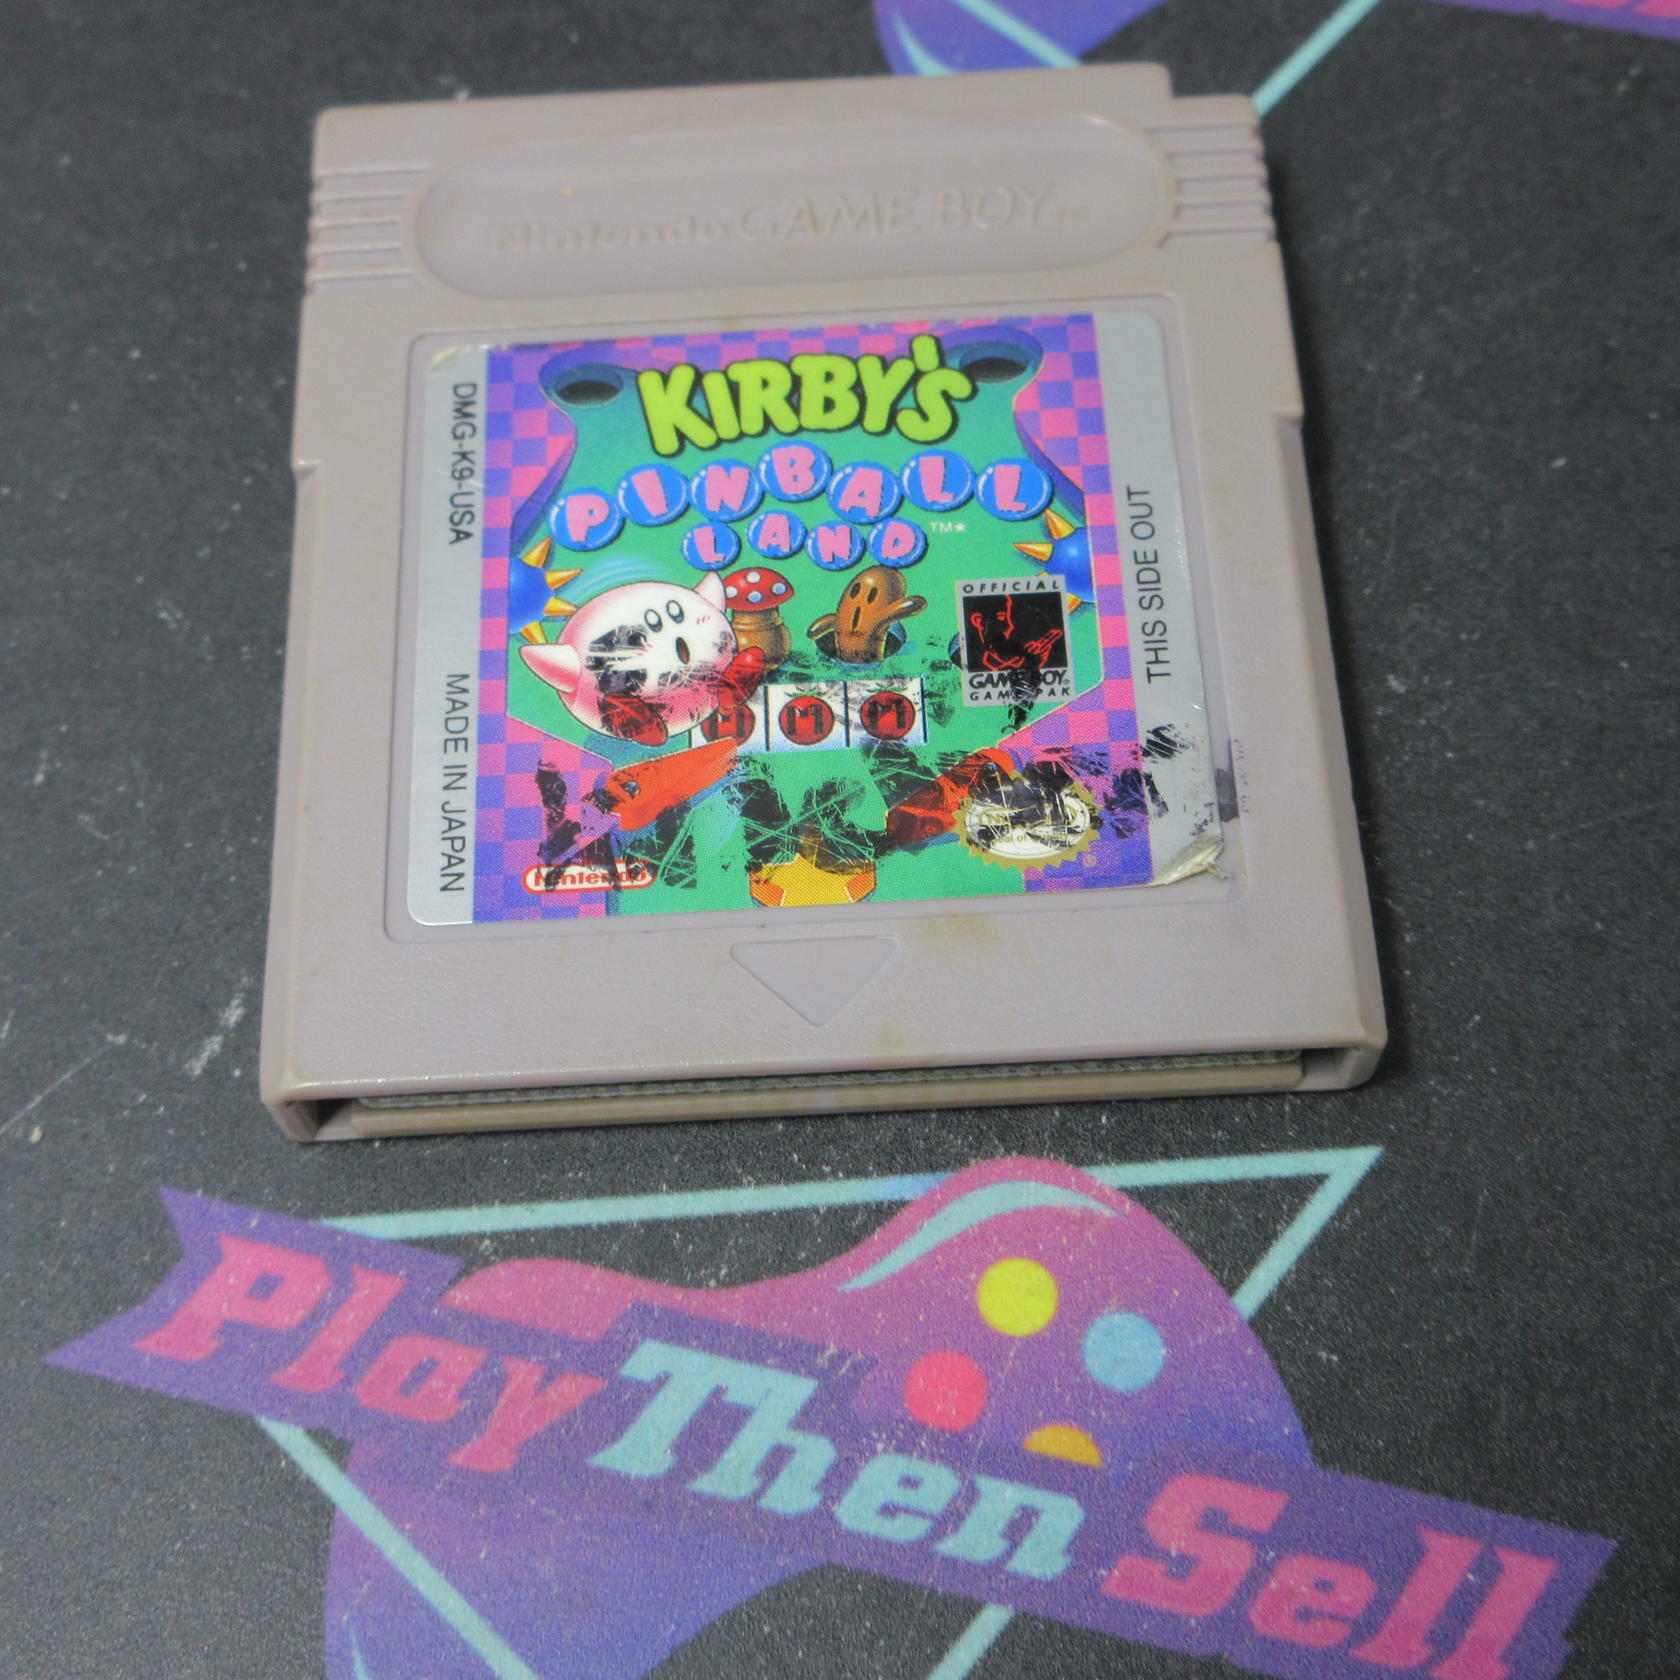 Nintendo GAME BOY
DMG-K9-USA
MADE IN JAPAN
KIRBY'S
PINBALL
LAND TM★
OFFICIAL
GAME BOY®
GAME PAK
THIS SIDE OUT
Nintendo®
®
Play Then Sell